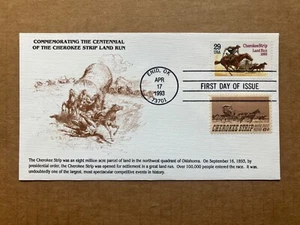 COMMEMORATING THE CENTENNIAL
OF THE CHEROKEE STRIP LAND RUN
ENID, OK
APR
17
1993
73701
29
USA
Cherokee Strip
Land Run
1893
FIRST DAY OF ISSUE
CHEROKEE STRIP
The Cherokee Strip was an eight million acre parcel of land in the northwest quadrant of Oklahoma. On September 16, 1893, by
presidential order, the Cherokee Strip was opened for settlement in a great land run. Over 100,000 people entered the race. It was
undoubtedly one of the largest, most spectacular competitive events in history.